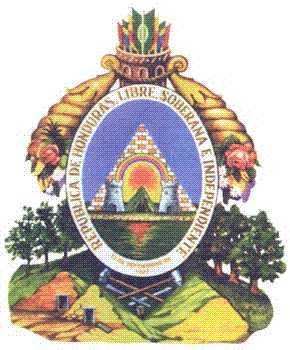 REPUBLICA DE HONDURAS, LIBRE, SOBERANA E INDEPENDIENTE